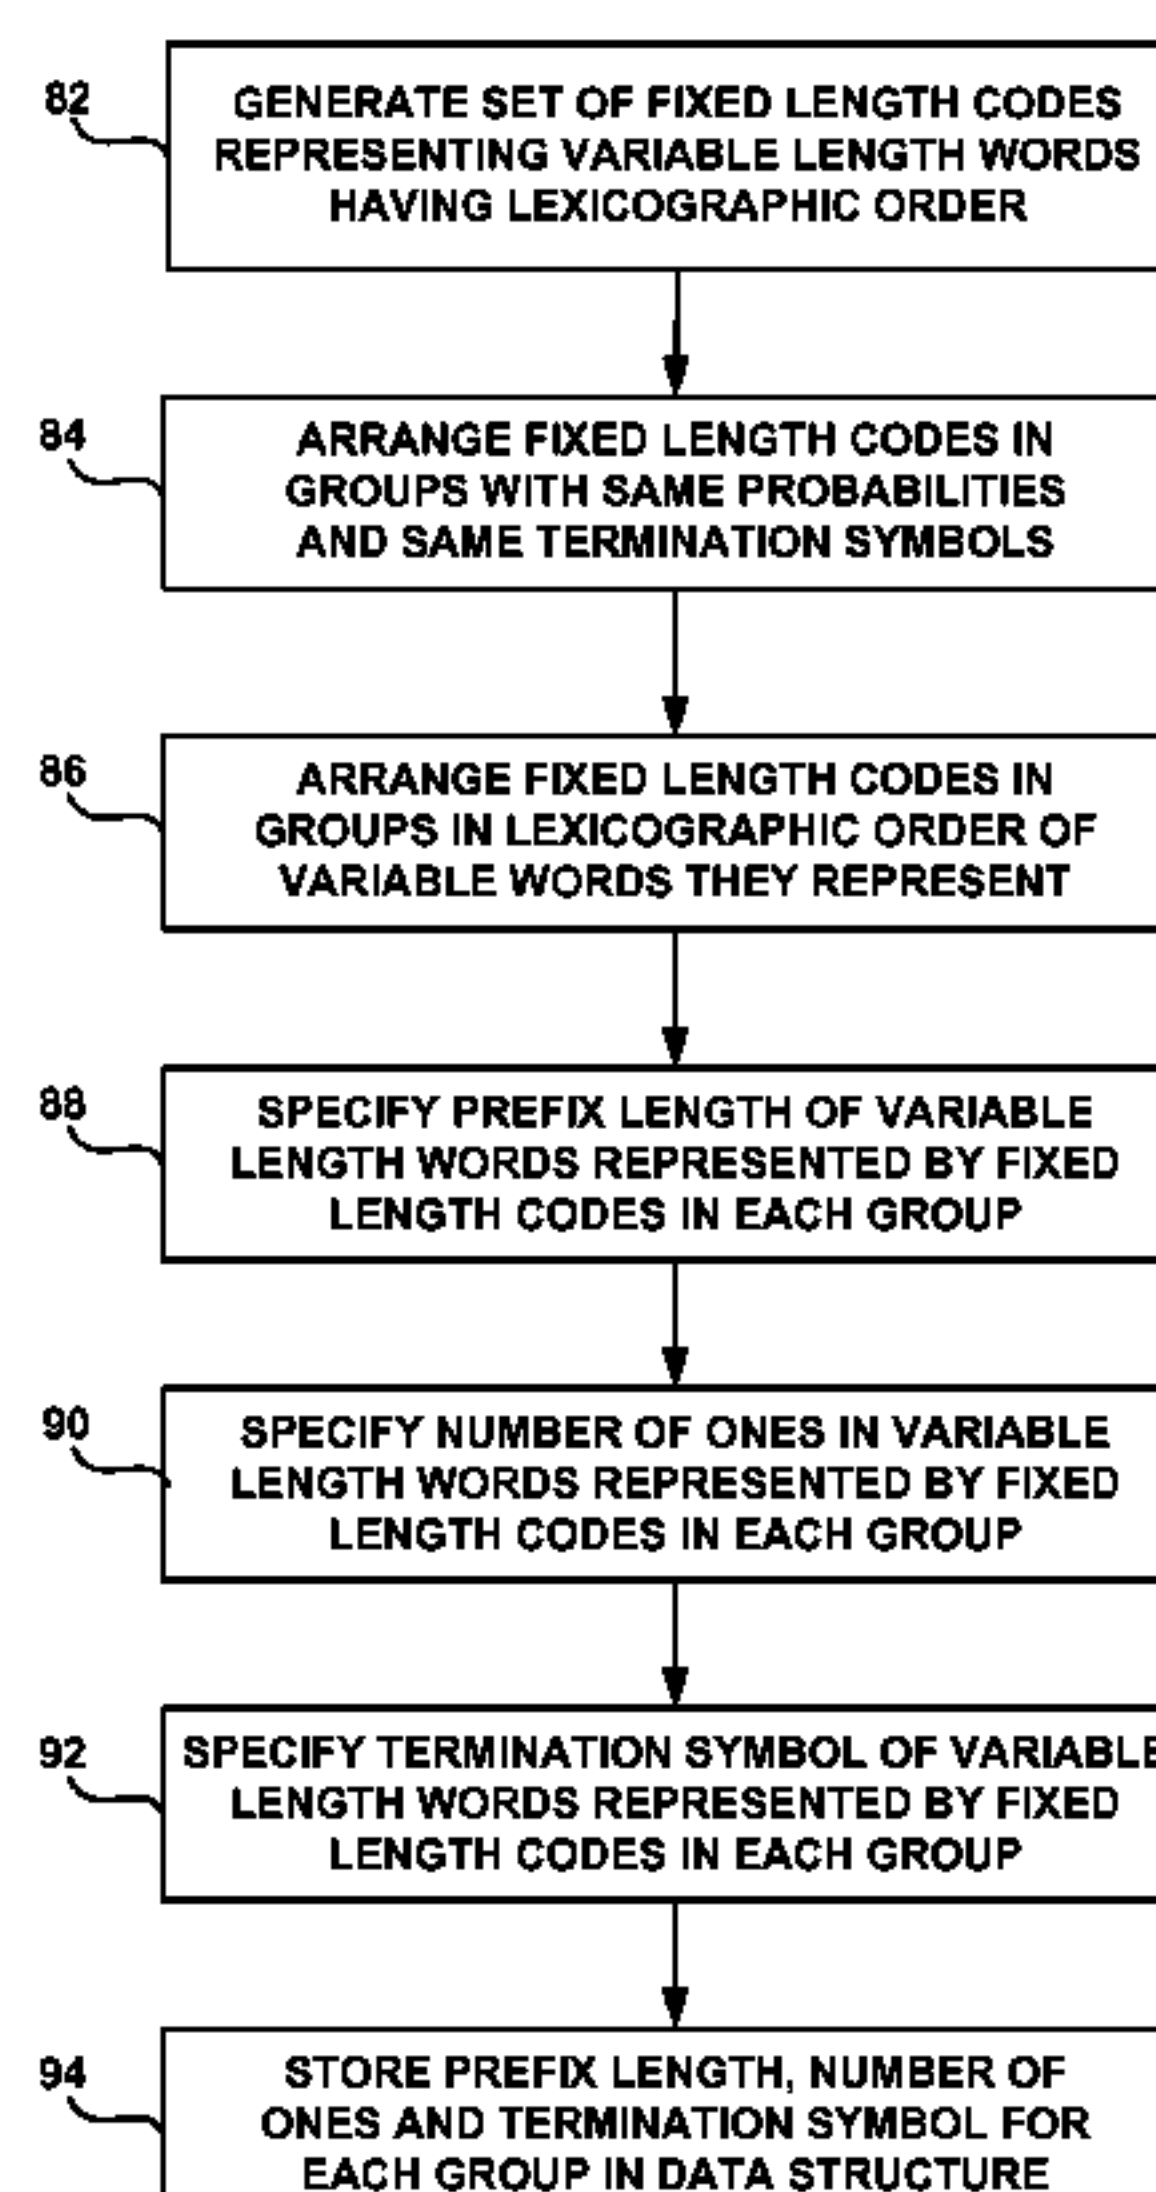 82
GENERATE SET OF FIXED LENGTH CODES
REPRESENTING VARIABLE LENGTH WORDS
HAVING LEXICOGRAPHIC ORDER
84
ARRANGE FIXED LENGTH CODES IN
GROUPS WITH SAME PROBABILITIES
AND SAME TERMINATION SYMBOLS
86
ARRANGE FIXED LENGTH CODES IN
GROUPS IN LEXICOGRAPHIC ORDER OF
VARIABLE WORDS THEY REPRESENT
88
SPECIFY PREFIX LENGTH OF VARIABLE
LENGTH WORDS REPRESENTED BY FIXED
LENGTH CODES IN EACH GROUP
90
SPECIFY NUMBER OF ONES IN VARIABLE
LENGTH WORDS REPRESENTED BY FIXED
LENGTH CODES IN EACH GROUP
92
SPECIFY TERMINATION SYMBOL OF VARIABLE
LENGTH WORDS REPRESENTED BY FIXED
LENGTH CODES IN EACH GROUP
94
STORE PREFIX LENGTH, NUMBER OF
ONES AND TERMINATION SYMBOL FOR
EACH GROUP IN DATA STRUCTURE